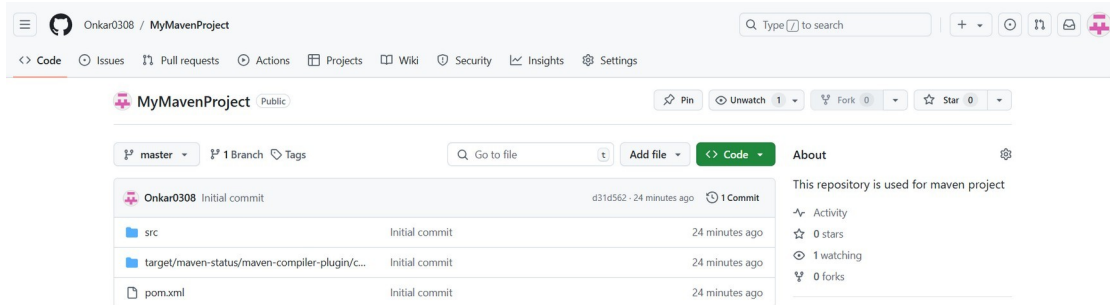 Onkar0308 / MyMavenProject
Type / to search
Code Issues Pull requests Actions Projects Wiki Security Insights Settings
MyMavenProject Public
Pin Unwatch 1 Fork 0 Star 0
master 1 Branch Tags
Go to file t
Add file
Code
About
Onkar0308 Initial commit d31d562 · 24 minutes ago 1 Commit
This repository is used for maven project
src Initial commit 24 minutes ago
Activity
0 stars
target/maven-status/maven-compiler-plugin/c... Initial commit 24 minutes ago
1 watching
0 forks
pom.xml Initial commit 24 minutes ago